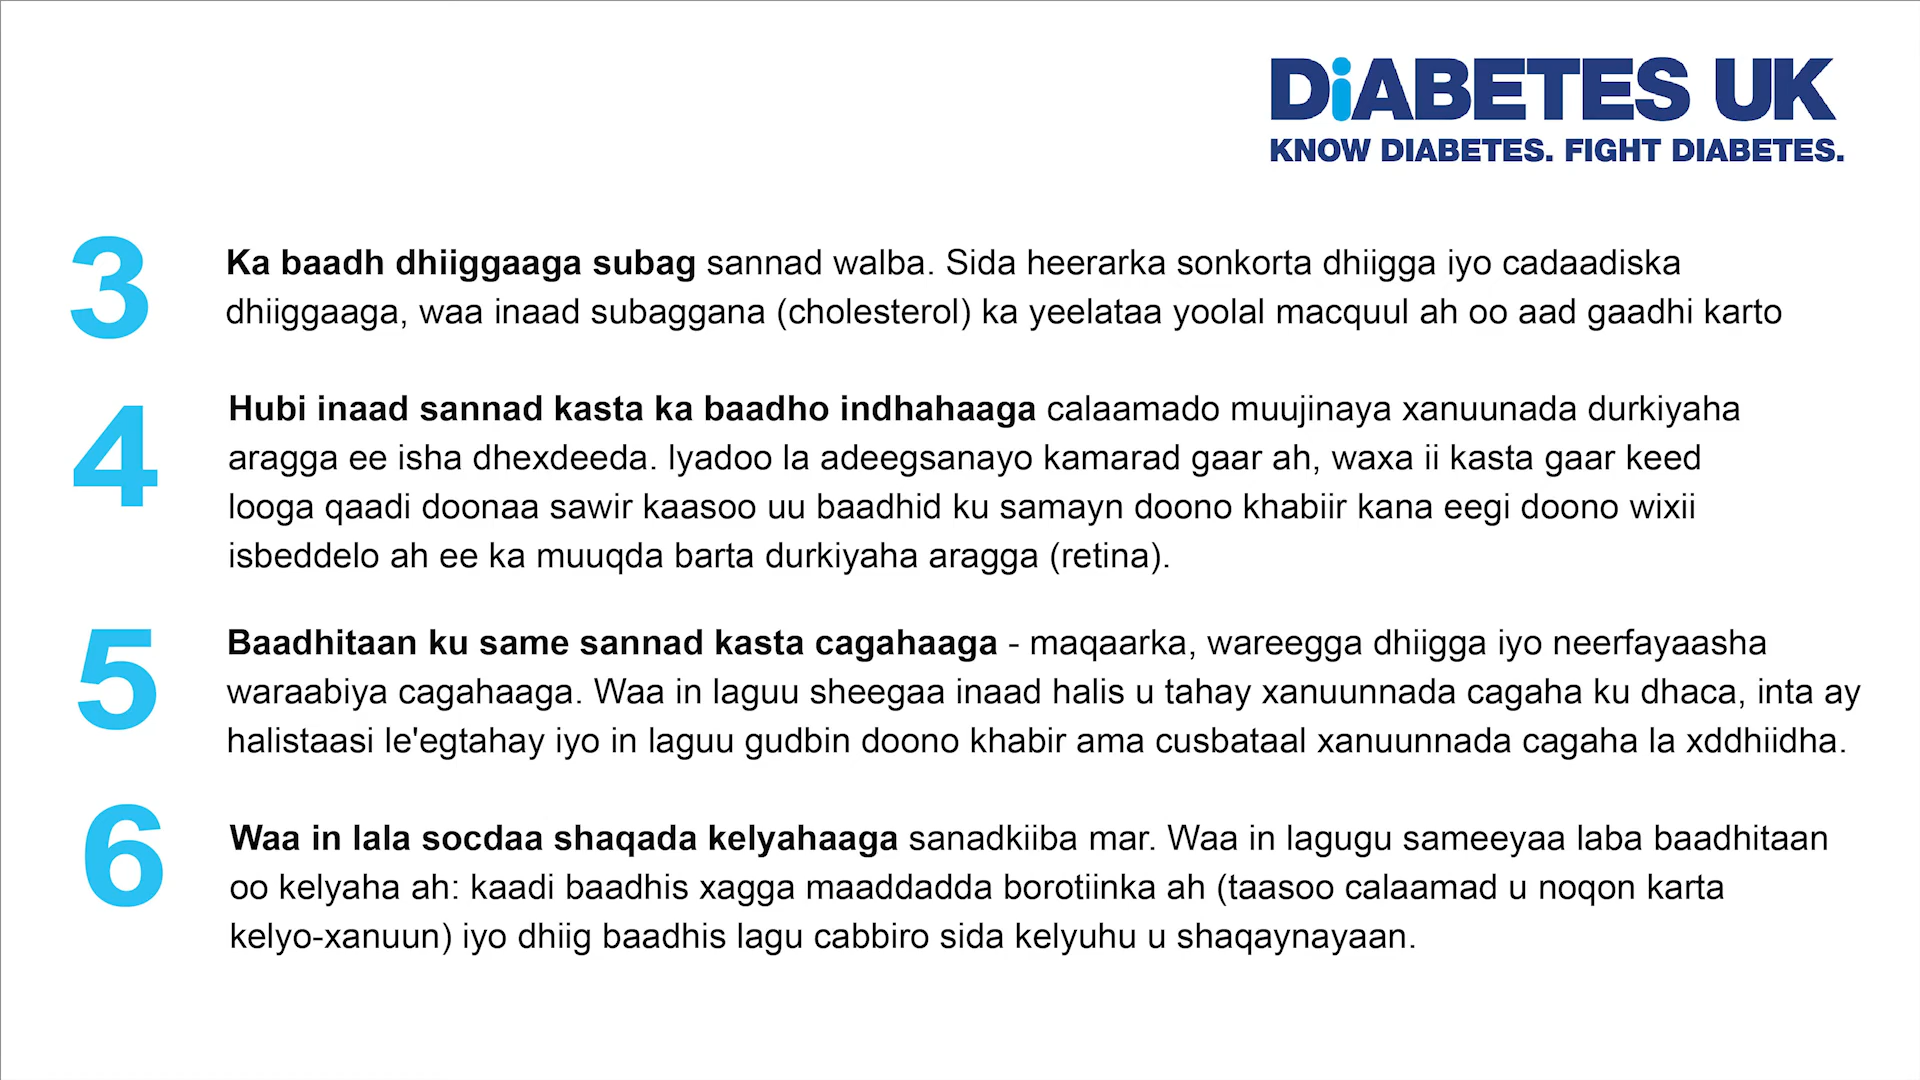 DiABETES UK
KNOW DIABETES. FIGHT DIABETES.
3
Ka baadh dhiiggaaga subag sannad walba. Sida heerarka sonkorta dhiigga iyo cadaadiska
dhiiggaaga, waa inaad subaggana (cholesterol) ka yeelataa yoolal macquul ah oo aad gaadhi karto
4
Hubi inaad sannad kasta ka baadho indhahaaga calaamado muujinaya xanuunada durkiyaha
aragga ee isha dhexdeeda. Iyadoo la adeegsanayo kamarad gaar ah, waxa ii kasta gaar keed
looga qaadi doonaa sawir kaasoo uu baadhid ku samayn doono khabiir kana eegi doono wixii
isbeddelo ah ee ka muuqda barta durkiyaha aragga (retina).
5
Baadhitaan ku same sannad kasta cagahaaga - maqaarka, wareegga dhiigga iyo neerfayaasha
waraabiya cagahaaga. Waa in laguu sheegaa inaad halis u tahay xanuunnada cagaha ku dhaca, inta ay
halistaasi le'egtahay iyo in laguu gudbin doono khabir ama cusbataal xanuunnada cagaha la xddhiidha.
6
Waa in lala socdaa shaqada kelyahaaga sanadkiiba mar. Waa in lagugu sameeyaa laba baadhitaan
oo kelyaha ah: kaadi baadhis xagga maaddadda borotiinka ah (taasoo calaamad u noqon karta
kelyo-xanuun) iyo dhiig baadhis lagu cabbiro sida kelyuhu u shaqaynayaan.